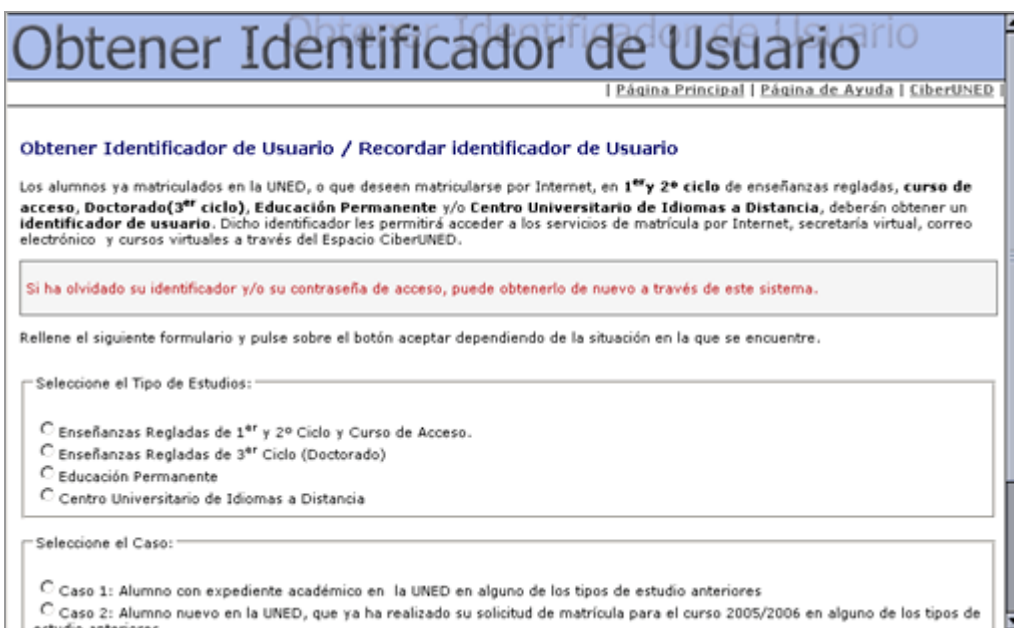 Obtener Identificador de Usuario
| Página Principal | Página de Ayuda | CiberUNED |
Obtener Identificador de Usuario / Recordar identificador de Usuario
Los alumnos ya matriculados en la UNED, o que deseen matricularse por Internet, en 1er y 2º ciclo de enseñanzas regladas, curso de
acceso, Doctorado(3er ciclo), Educación Permanente y/o Centro Universitario de Idiomas a Distancia, deberán obtener un
identificador de usuario. Dicho identificador les permitirá acceder a los servicios de matrícula por Internet, secretaría virtual, correo
electrónico y cursos virtuales a través del Espacio CiberUNED.
Si ha olvidado su identificador y/o su contraseña de acceso, puede obtenerlo de nuevo a través de este sistema.
Rellene el siguiente formulario y pulse sobre el botón aceptar dependiendo de la situación en la que se encuentre.
Seleccione el Tipo de Estudios:
Enseñanzas Regladas de 1er y 2º Ciclo y Curso de Acceso.
Enseñanzas Regladas de 3er Ciclo (Doctorado)
Educación Permanente
Centro Universitario de Idiomas a Distancia
Seleccione el Caso:
Caso 1: Alumno con expediente académico en la UNED en alguno de los tipos de estudio anteriores
Caso 2: Alumno nuevo en la UNED, que ya ha realizado su solicitud de matrícula para el curso 2005/2006 en alguno de los tipos de
estudio anteriores